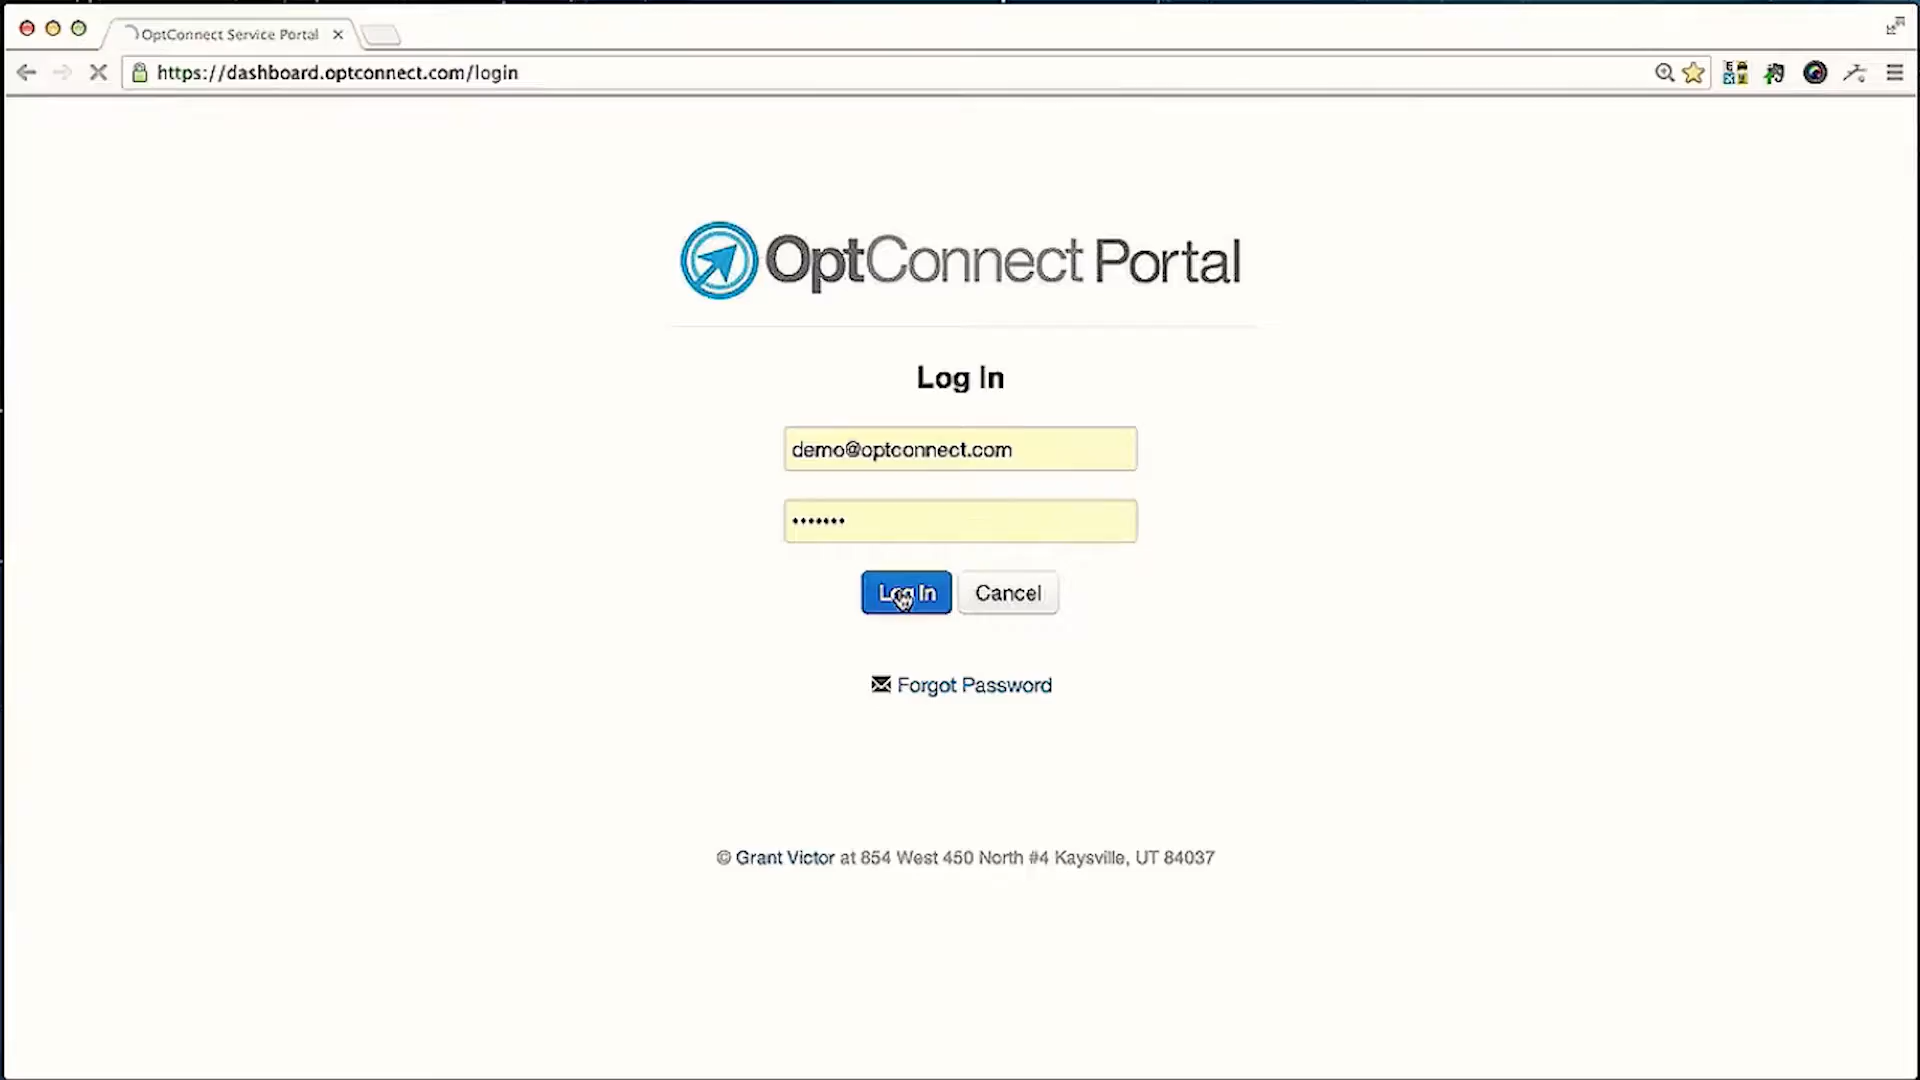 OptConnect Service Portal
https://dashboard.optconnect.com/login
OptConnect Portal
Log In
demo@optconnect.com
•••••••
Log In
Cancel
Forgot Password
© Grant Victor at 854 West 450 North #4 Kaysville, UT 84037